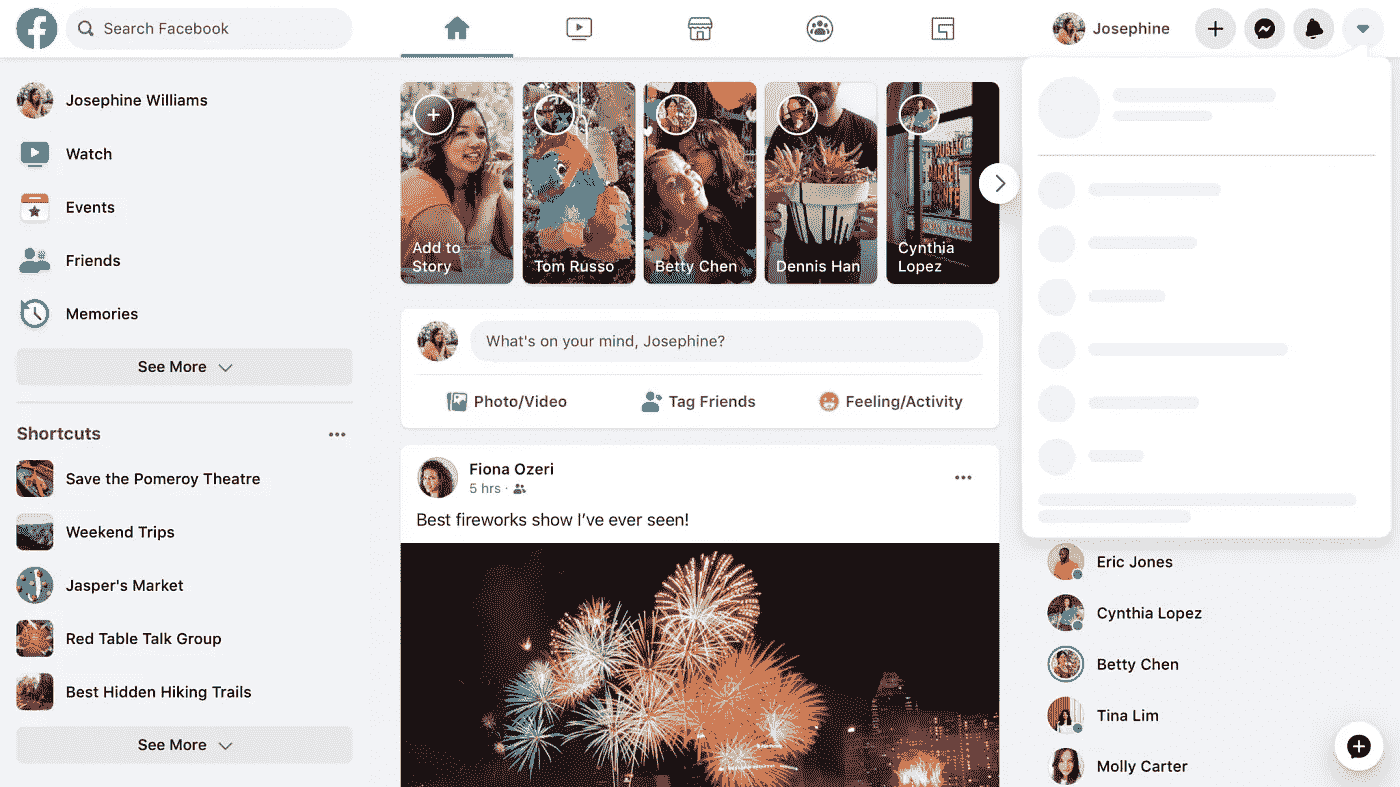 Search Facebook
Josephine
Josephine Williams
Watch
Events
Friends
Memories
See More
Shortcuts
Save the Pomeroy Theatre
Weekend Trips
Jasper's Market
Red Table Talk Group
Best Hidden Hiking Trails
See More
Add to
Story
Tom Russo
Betty Chen
Dennis Han
PUBLIC
MARKET
Cynthia
Lopez
What's on your mind, Josephine?
Photo/Video
Tag Friends
Feeling/Activity
Fiona Ozeri
5 hrs ·
Best fireworks show I’ve ever seen!
Eric Jones
Cynthia Lopez
Betty Chen
Tina Lim
Molly Carter